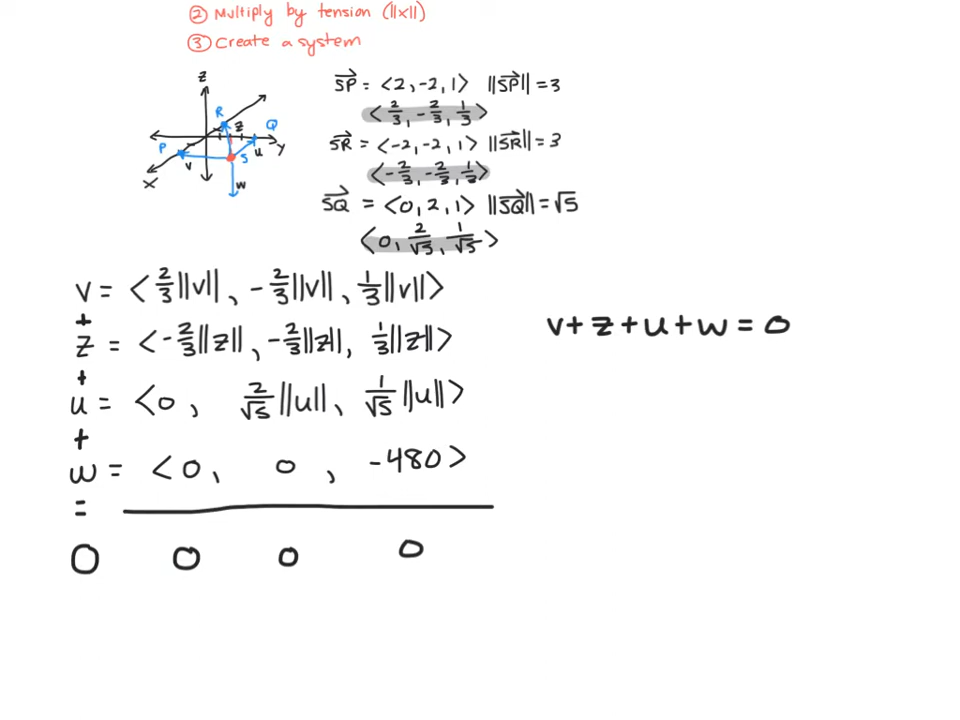 ② Multiply by tension (||x||)
③ Create a system
Z
R
z
Q
P
S
u
y
v
x
w
SP = <2, -2, 1> ||SP|| = 3
<2/3, -2/3, 1/3>
SR = <-2, -2, 1> ||SR|| = 3
<-2/3, -2/3, 1/3>
SQ = <0, 2, 1> ||SQ|| = √5
<0, 2/√5, 1/√5>
v = <2/3||v||, -2/3||v||, 1/3||v||>
+
z = <-2/3||z||, -2/3||z||, 1/3||z||>
v + z + u + w = 0
+
u = <0, 2/√5||u||, 1/√5||u||>
+
w = <0, 0, -480>
=
0 0 0 0